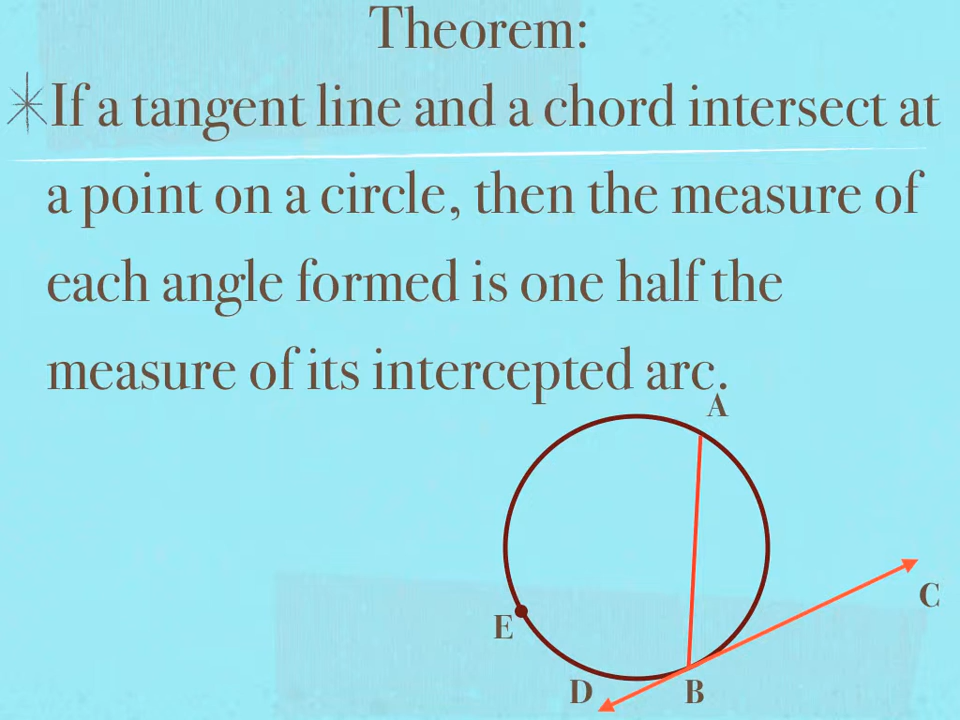 Theorem:
If a tangent line and a chord intersect at
a point on a circle, then the measure of
each angle formed is one half the
measure of its intercepted arc.
A
C
E
D
B